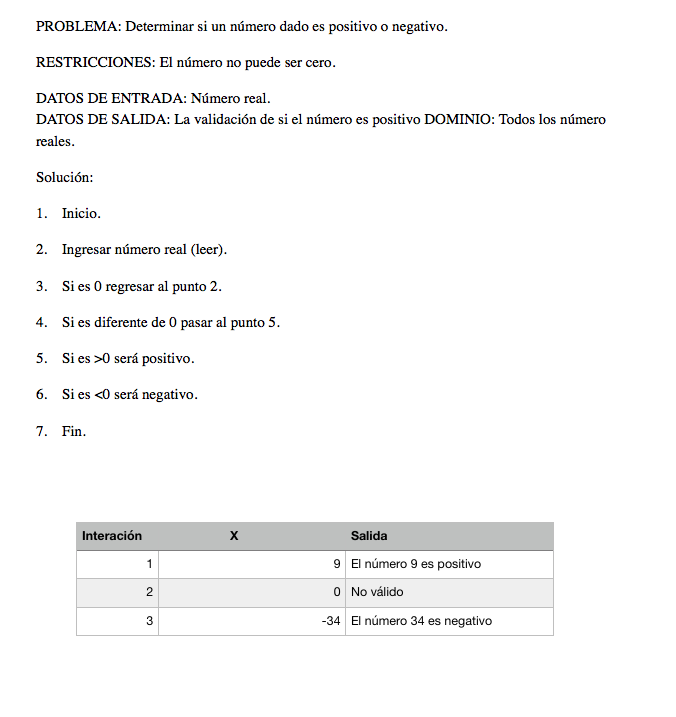 PROBLEMA: Determinar si un número dado es positivo o negativo.
RESTRICCIONES: El número no puede ser cero.
DATOS DE ENTRADA: Número real.
DATOS DE SALIDA: La validación de si el número es positivo DOMINIO: Todos los número
reales.
Solución:
1. Inicio.
2. Ingresar número real (leer).
3. Si es 0 regresar al punto 2.
4. Si es diferente de 0 pasar al punto 5.
5. Si es >0 será positivo.
6. Si es <0 será negativo.
7. Fin.
Interación X Salida
1 9 El número 9 es positivo
2 0 No válido
3 -34 El número 34 es negativo